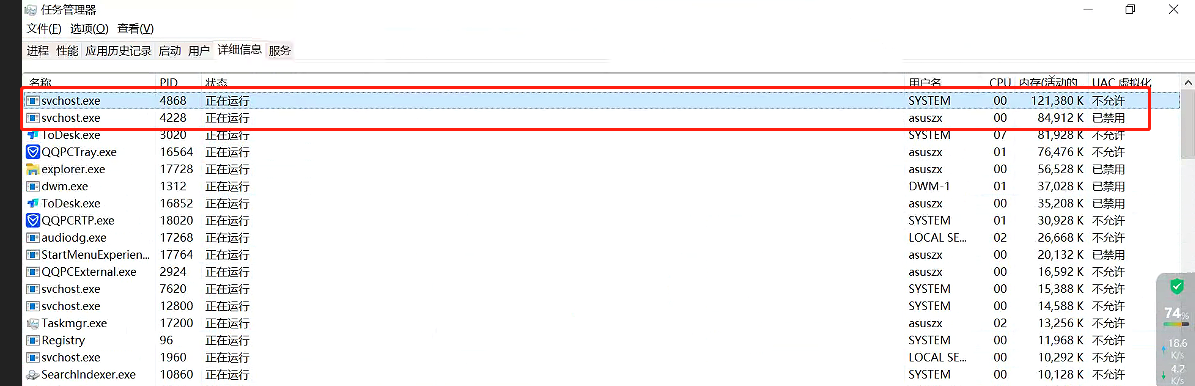 任务管理器
文件(F) 选项(O) 查看(V)
进程 性能 应用历史记录 启动 用户 详细信息 服务
名称 PID 状态 用户名 CPU 内存(活动的 UAC 虚拟化
svchost.exe 4868 正在运行 SYSTEM 00 121,380 K 不允许
svchost.exe 4228 正在运行 asuszx 00 84,912 K 已禁用
ToDesk.exe 3020 正在运行 SYSTEM 07 81,928 K 不允许
QQPCTray.exe 16564 正在运行 asuszx 01 76,476 K 不允许
explorer.exe 17728 正在运行 asuszx 00 56,528 K 已禁用
dwm.exe 1312 正在运行 DWM-1 01 37,028 K 已禁用
ToDesk.exe 16852 正在运行 asuszx 00 35,208 K 已禁用
QQPCRTP.exe 18020 正在运行 SYSTEM 01 30,928 K 不允许
audiodg.exe 17268 正在运行 LOCAL SE... 02 26,668 K 不允许
StartMenuExperien... 17764 正在运行 asuszx 00 20,132 K 已禁用
QQPCExternal.exe 2924 正在运行 asuszx 00 16,592 K 不允许
svchost.exe 7620 正在运行 SYSTEM 00 15,388 K 不允许
svchost.exe 12800 正在运行 SYSTEM 00 14,588 K 不允许
Taskmgr.exe 17200 正在运行 asuszx 02 13,256 K 不允许
Registry 96 正在运行 SYSTEM 00 11,968 K 不允许
svchost.exe 1960 正在运行 LOCAL SE... 00 10,292 K 不允许
SearchIndexer.exe 10860 正在运行 SYSTEM 00 10,128 K 不允许
74%
18.6
K/s
4.2
K/s